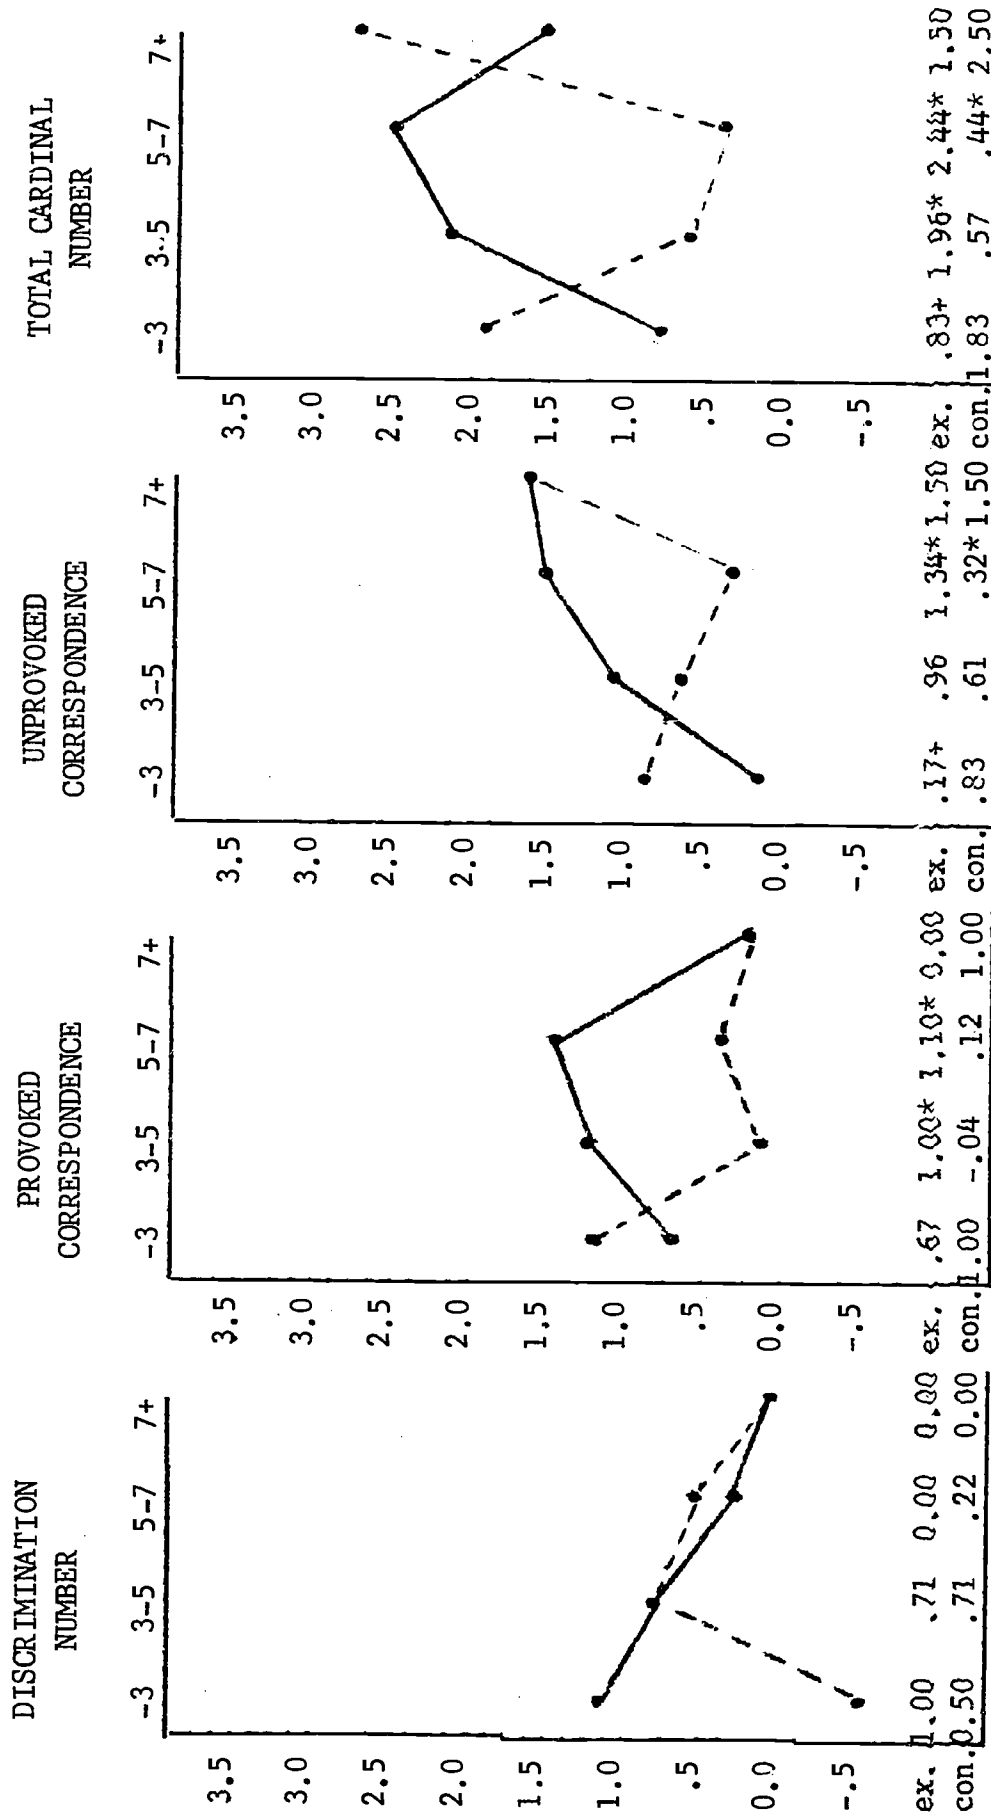 DISCRIMINATION
NUMBER
-3 3-5 5-7 7+
3.5
3.0
2.5
2.0
1.5
1.0
.5
0.0
-.5
ex. 1.00 .71 0.00 0.00
con. 0.50 .71 .22 0.00
PROVOKED
CORRESPONDENCE
-3 3-5 5-7 7+
3.5
3.0
2.5
2.0
1.5
1.0
.5
0.0
-.5
ex. .67 1.00* 1.10* 0.00
con. 1.00 -.04 .12 1.00
UNPROVOKED
CORRESPONDENCE
-3 3-5 5-7 7+
3.5
3.0
2.5
2.0
1.5
1.0
.5
0.0
-.5
ex. .17+ .96 1.34* 1.50
con. .83 .61 .32* 1.50
TOTAL CARDINAL
NUMBER
-3 3-5 5-7 7+
3.5
3.0
2.5
2.0
1.5
1.0
.5
0.0
-.5
ex. .83+ 1.96* 2.44* 1.50
con. 1.83 .57 .44* 2.50